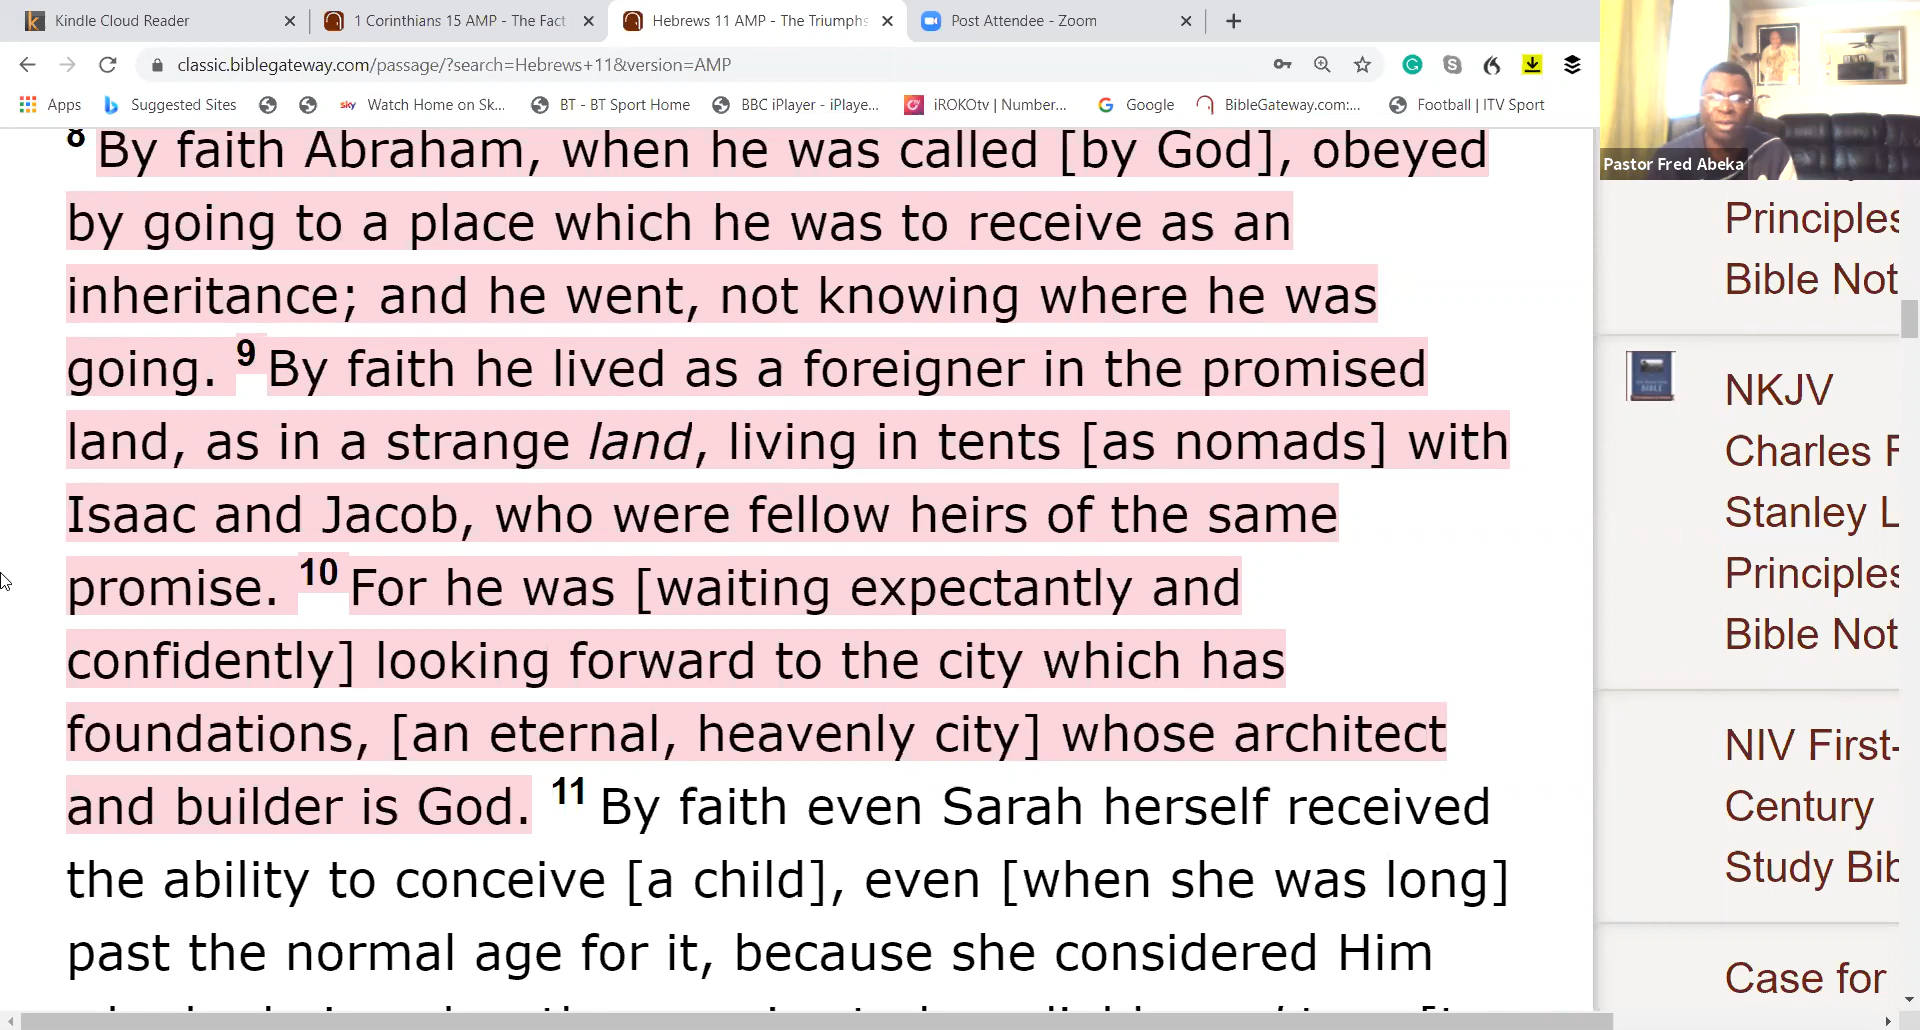 Kindle Cloud Reader
1 Corinthians 15 AMP - The Fact
Hebrews 11 AMP - The Triumphs
Post Attendee - Zoom
classic.biblegateway.com/passage/?search=Hebrews+11&version=AMP
Apps
Suggested Sites
sky
Watch Home on Sk...
BT - BT Sport Home
BBC iPlayer - iPlaye...
iROKOtv | Number...
Google
BibleGateway.com:...
Football | ITV Sport
Pastor Fred Abeka
8 By faith Abraham, when he was called [by God], obeyed
by going to a place which he was to receive as an
inheritance; and he went, not knowing where he was
going. 9 By faith he lived as a foreigner in the promised
land, as in a strange land, living in tents [as nomads] with
Isaac and Jacob, who were fellow heirs of the same
promise. 10 For he was [waiting expectantly and
confidently] looking forward to the city which has
foundations, [an eternal, heavenly city] whose architect
and builder is God. 11 By faith even Sarah herself received
the ability to conceive [a child], even [when she was long]
past the normal age for it, because she considered Him
Principles
Bible Not
NKJV
Charles F
Stanley L
Principles
Bible Not
NIV First-
Century
Study Bib
Case for